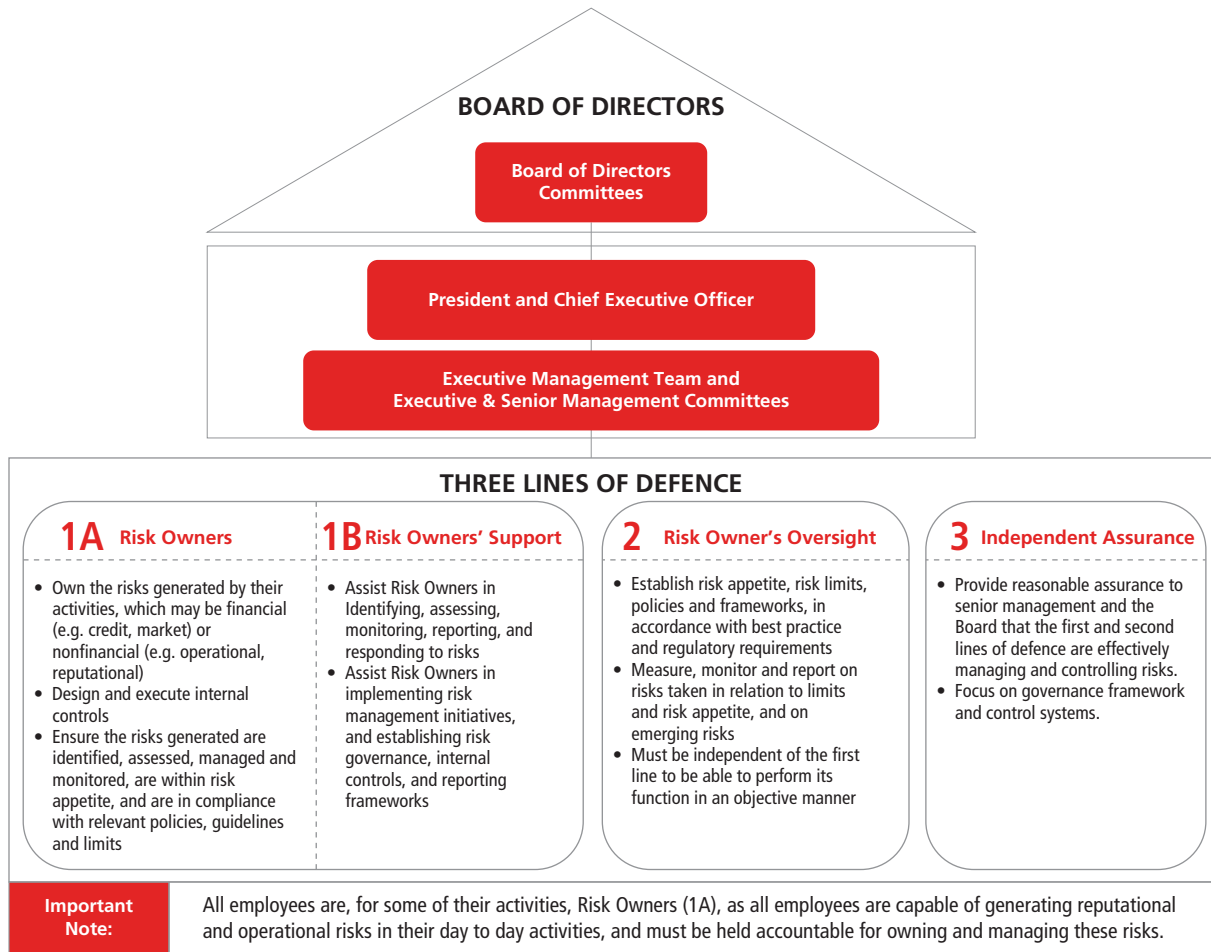 BOARD OF DIRECTORS
Board of Directors
Committees
President and Chief Executive Officer
Executive Management Team and
Executive & Senior Management Committees
THREE LINES OF DEFENCE
1A Risk Owners
• Own the risks generated by their
activities, which may be financial
(e.g. credit, market) or
nonfinancial (e.g. operational,
reputational)
• Design and execute internal
controls
• Ensure the risks generated are
identified, assessed, managed and
monitored, are within risk
appetite, and are in compliance
with relevant policies, guidelines
and limits
1B Risk Owners' Support
• Assist Risk Owners in
Identifying, assessing,
monitoring, reporting, and
responding to risks
• Assist Risk Owners in
implementing risk
management initiatives,
and establishing risk
governance, internal
controls, and reporting
frameworks
2 Risk Owner's Oversight
• Establish risk appetite, risk limits,
policies and frameworks, in
accordance with best practice
and regulatory requirements
• Measure, monitor and report on
risks taken in relation to limits
and risk appetite, and on
emerging risks
• Must be independent of the first
line to be able to perform its
function in an objective manner
3 Independent Assurance
• Provide reasonable assurance to
senior management and the
Board that the first and second
lines of defence are effectively
managing and controlling risks.
• Focus on governance framework
and control systems.
Important
Note:
All employees are, for some of their activities, Risk Owners (1A), as all employees are capable of generating reputational
and operational risks in their day to day activities, and must be held accountable for owning and managing these risks.